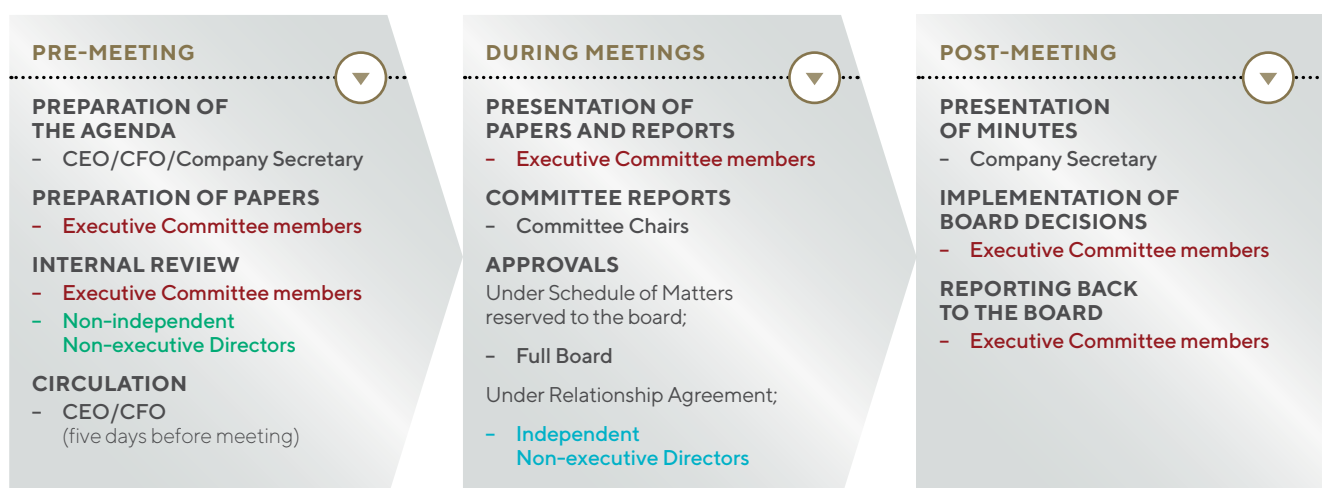 PRE-MEETING
PREPARATION OF
THE AGENDA
– CEO/CFO/Company Secretary
PREPARATION OF PAPERS
– Executive Committee members
INTERNAL REVIEW
– Executive Committee members
– Non-independent
Non-executive Directors
CIRCULATION
– CEO/CFO
(five days before meeting)
DURING MEETINGS
PRESENTATION OF
PAPERS AND REPORTS
– Executive Committee members
COMMITTEE REPORTS
– Committee Chairs
APPROVALS
Under Schedule of Matters
reserved to the board;
– Full Board
Under Relationship Agreement;
– Independent
Non-executive Directors
POST-MEETING
PRESENTATION
OF MINUTES
– Company Secretary
IMPLEMENTATION OF
BOARD DECISIONS
– Executive Committee members
REPORTING BACK
TO THE BOARD
– Executive Committee members